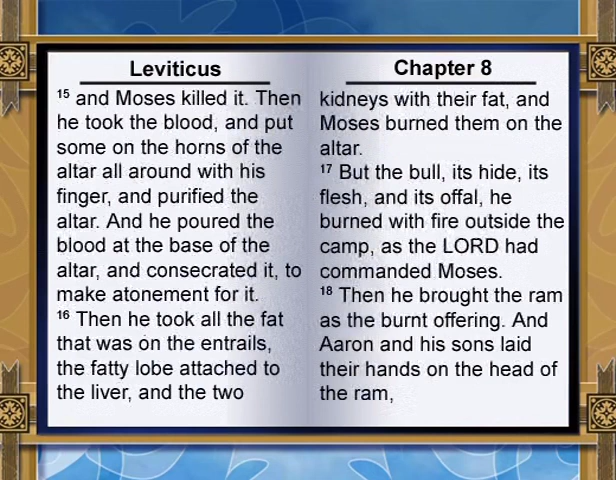 Leviticus
¹⁵ and Moses killed it. Then
he took the blood, and put
some on the horns of the
altar all around with his
finger, and purified the
altar. And he poured the
blood at the base of the
altar, and consecrated it, to
make atonement for it.
¹⁶ Then he took all the fat
that was on the entrails,
the fatty lobe attached to
the liver, and the two
Chapter 8
kidneys with their fat, and
Moses burned them on the
altar.
¹⁷ But the bull, its hide, its
flesh, and its offal, he
burned with fire outside the
camp, as the LORD had
commanded Moses.
¹⁸ Then he brought the ram
as the burnt offering. And
Aaron and his sons laid
their hands on the head of
the ram,